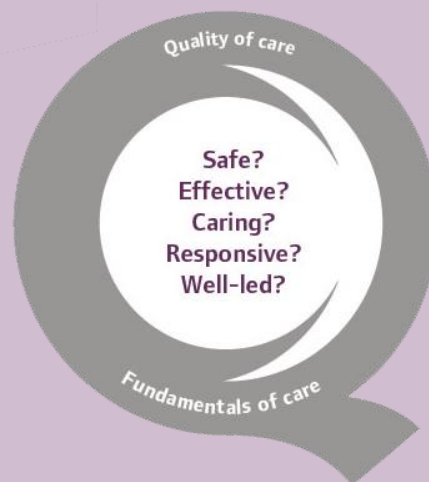 Quality of care
Safe?
Effective?
Caring?
Responsive?
Well-led?
Fundamentals of care